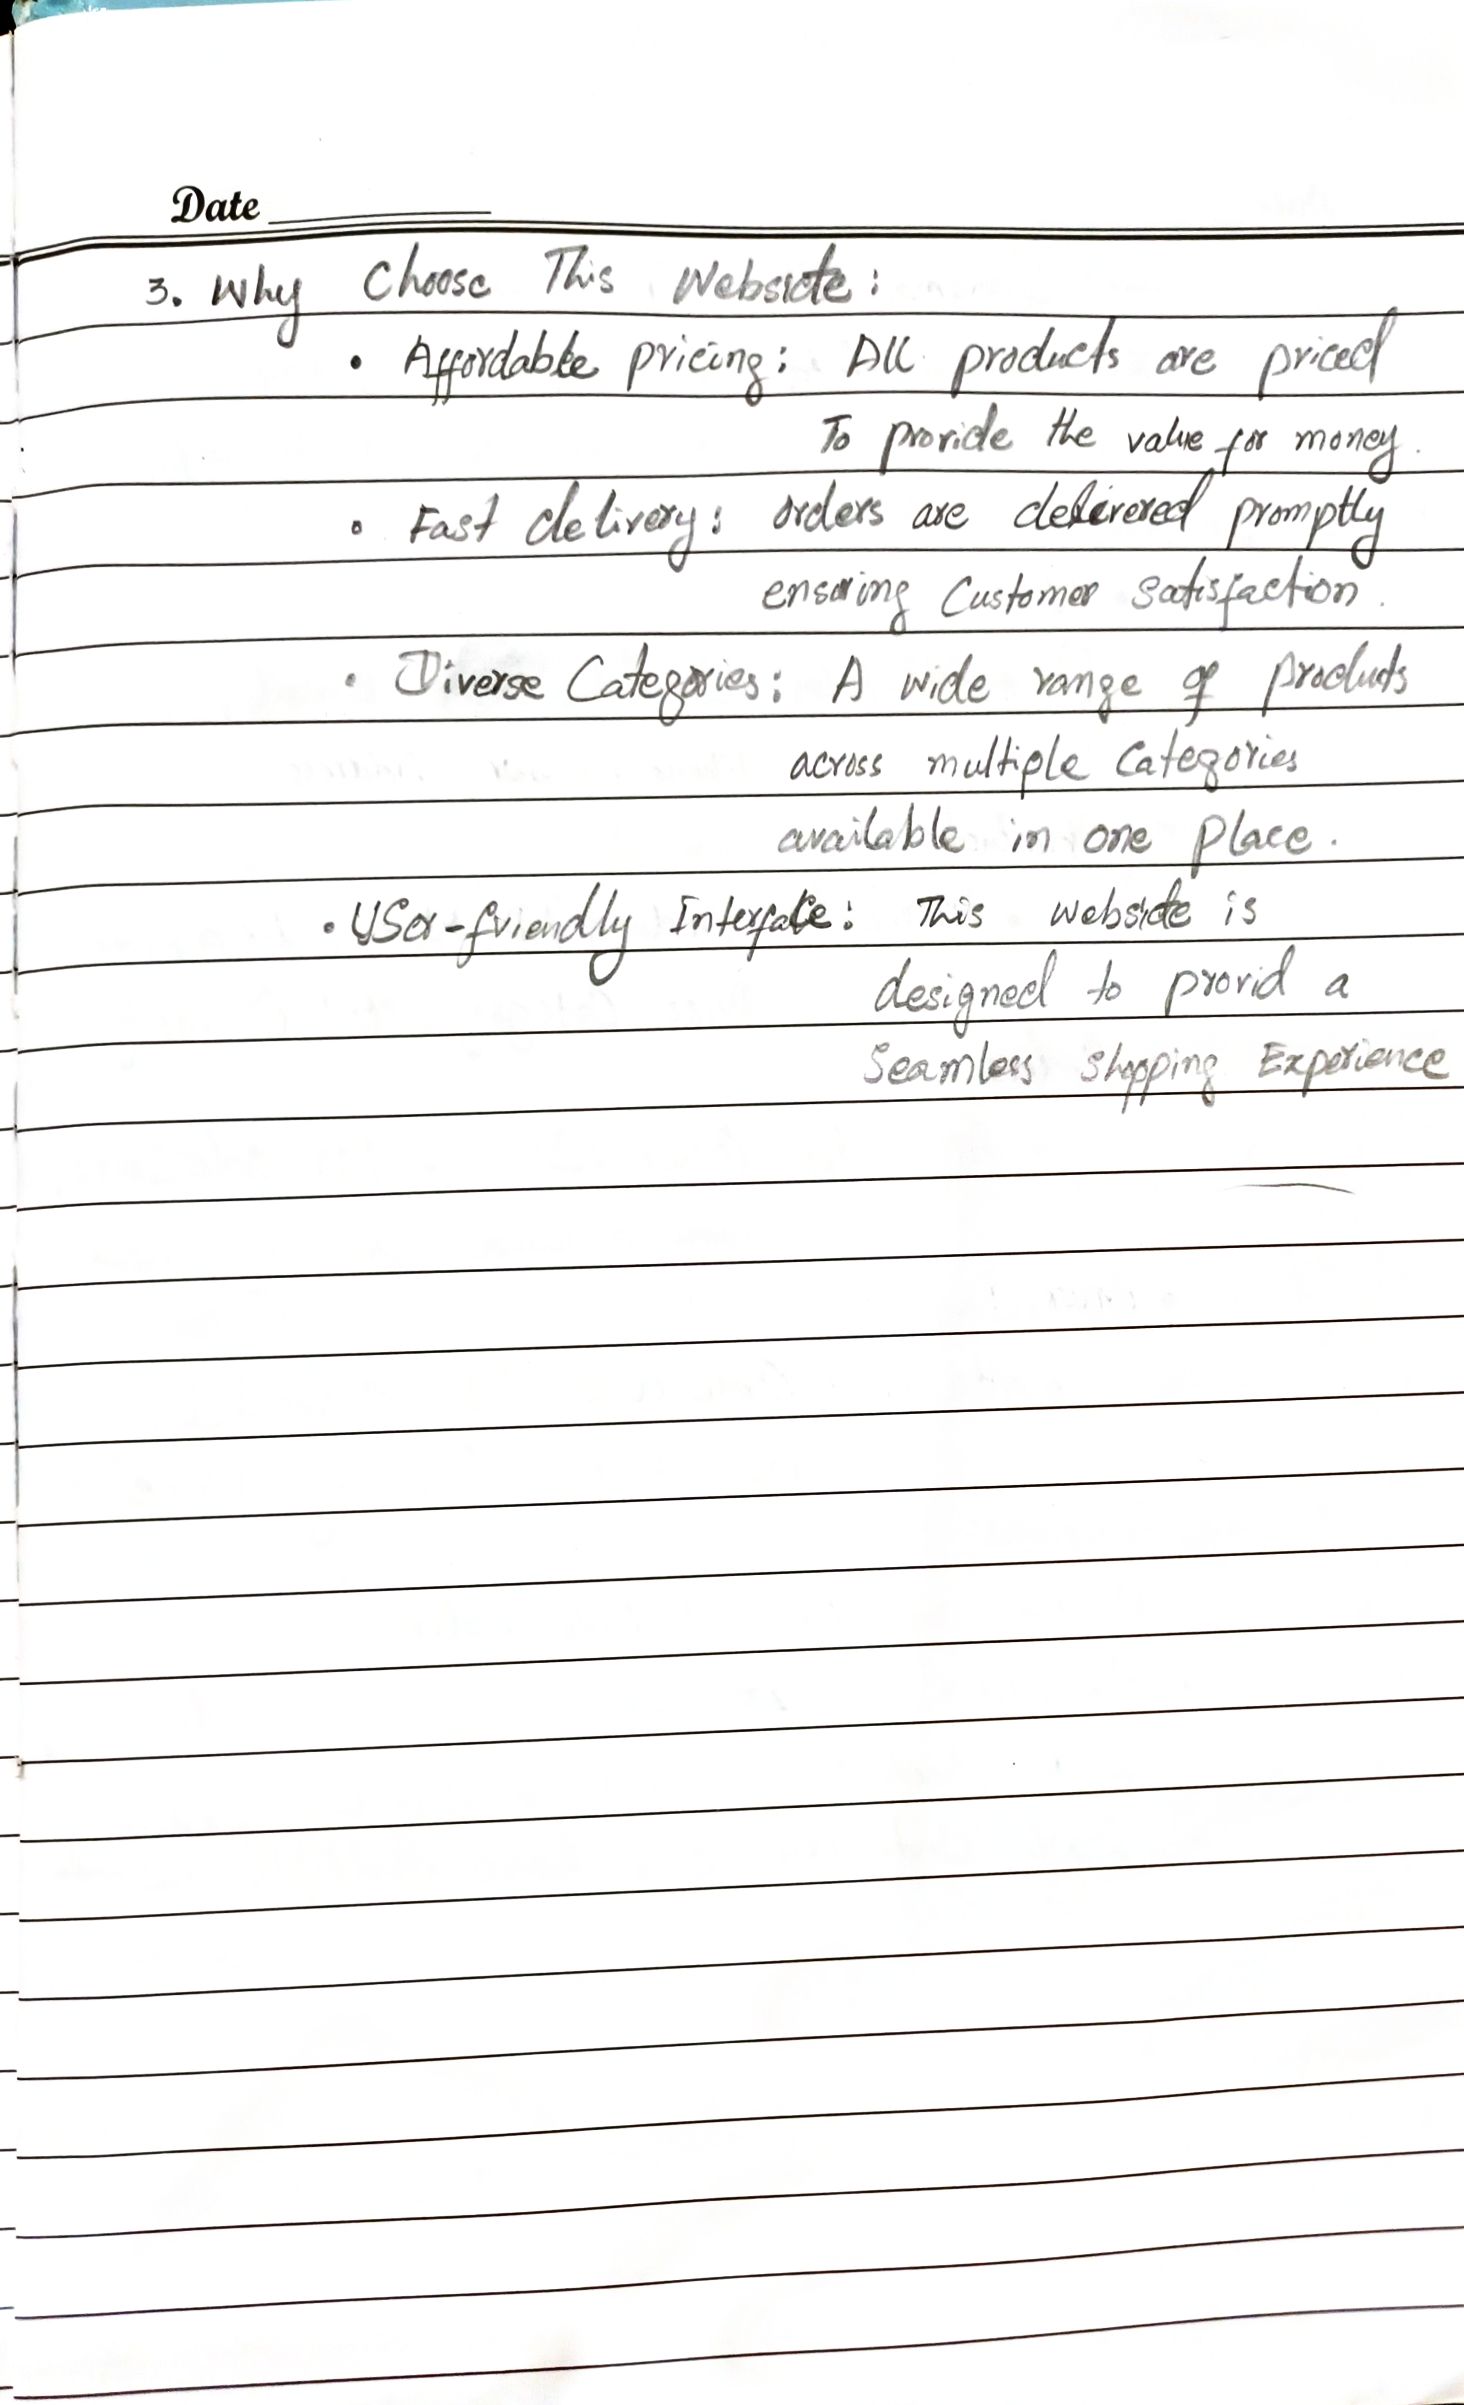 Date
3. Why Choose This Website:
• Affordable pricing: All products are priced
To provide the value for money.
• Fast delivery: orders are delivered promptly
ensuring Customer Satisfaction.
• Diverse Categories: A wide range of products
across multiple Categories
available in one Place.
• User-friendly Interface: This website is
designed to provid a
Seamless shopping Experience